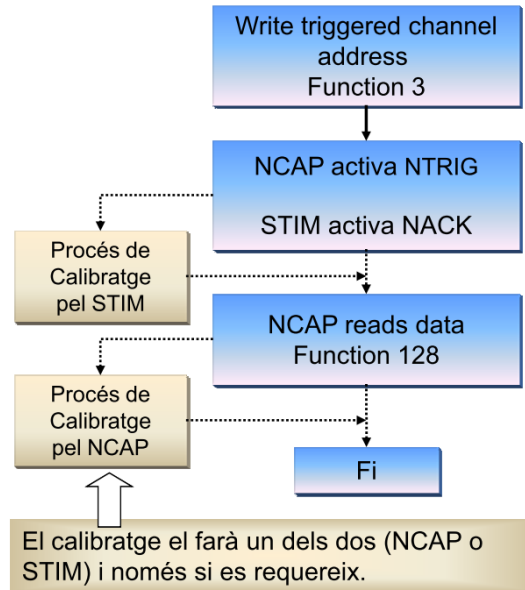 Write triggered channel
address
Function 3
NCAP activa NTRIG
STIM activa NACK
Procés de
Calibratge
pel STIM
NCAP reads data
Function 128
Procés de
Calibratge
pel NCAP
Fi
El calibratge el farà un dels dos (NCAP o
STIM) i només si es requereix.